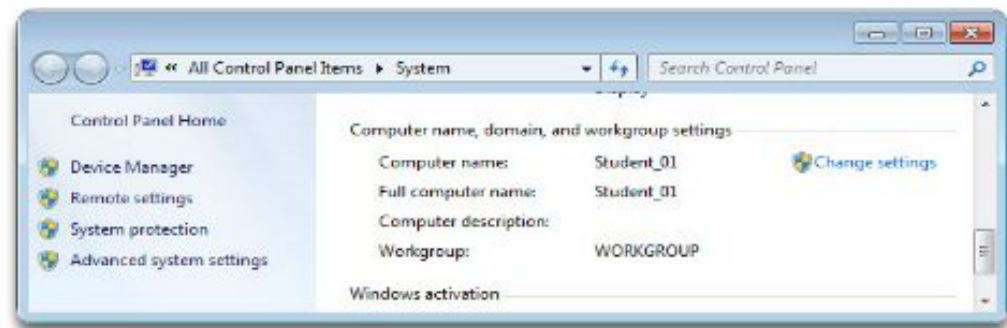 « All Control Panel Items ▸ System
Search Control Panel
Control Panel Home
Device Manager
Remote settings
System protection
Advanced system settings
Computer name, domain, and workgroup settings
Computer name: Student_01 Change settings
Full computer name: Student_01
Computer description:
Workgroup: WORKGROUP
Windows activation